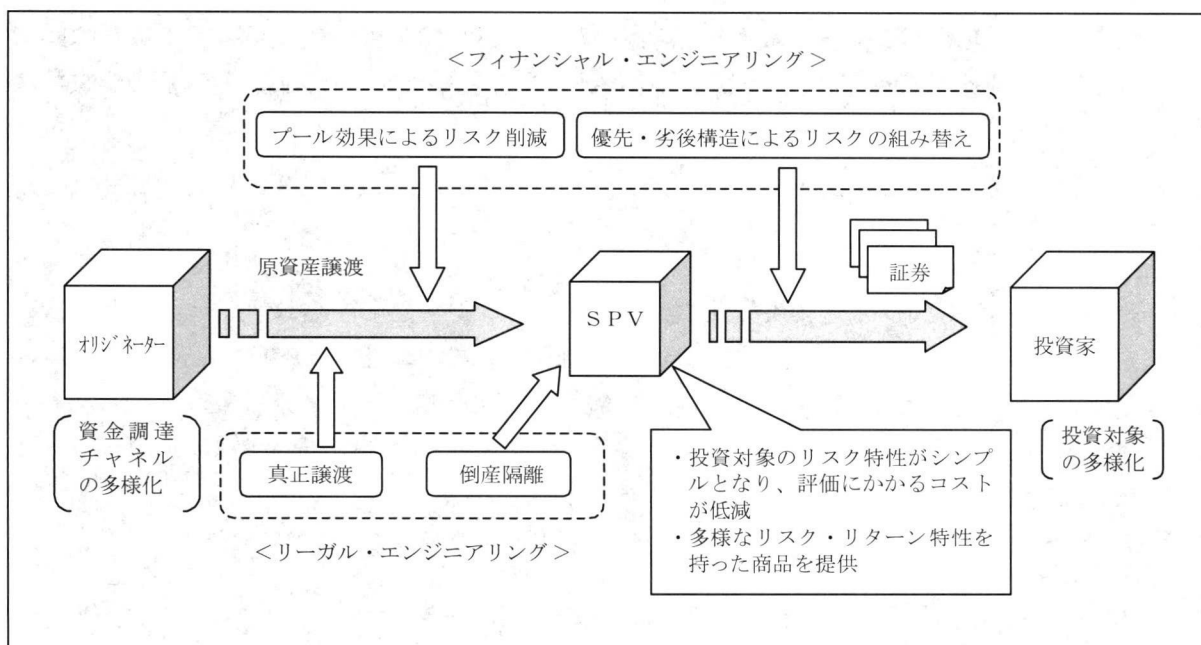 ＜フィナンシャル・エンジニアリング＞
プール効果によるリスク削減
優先・劣後構造によるリスクの組み替え
原資産譲渡
証券
オリジネーター
ＳＰＶ
投資家
資金調達
チャネル
の多様化
真正譲渡
倒産隔離
＜リーガル・エンジニアリング＞
・投資対象のリスク特性がシンプ
ルとなり、評価にかかるコスト
が低減
・多様なリスク・リターン特性を
持った商品を提供
投資対象
の多様化